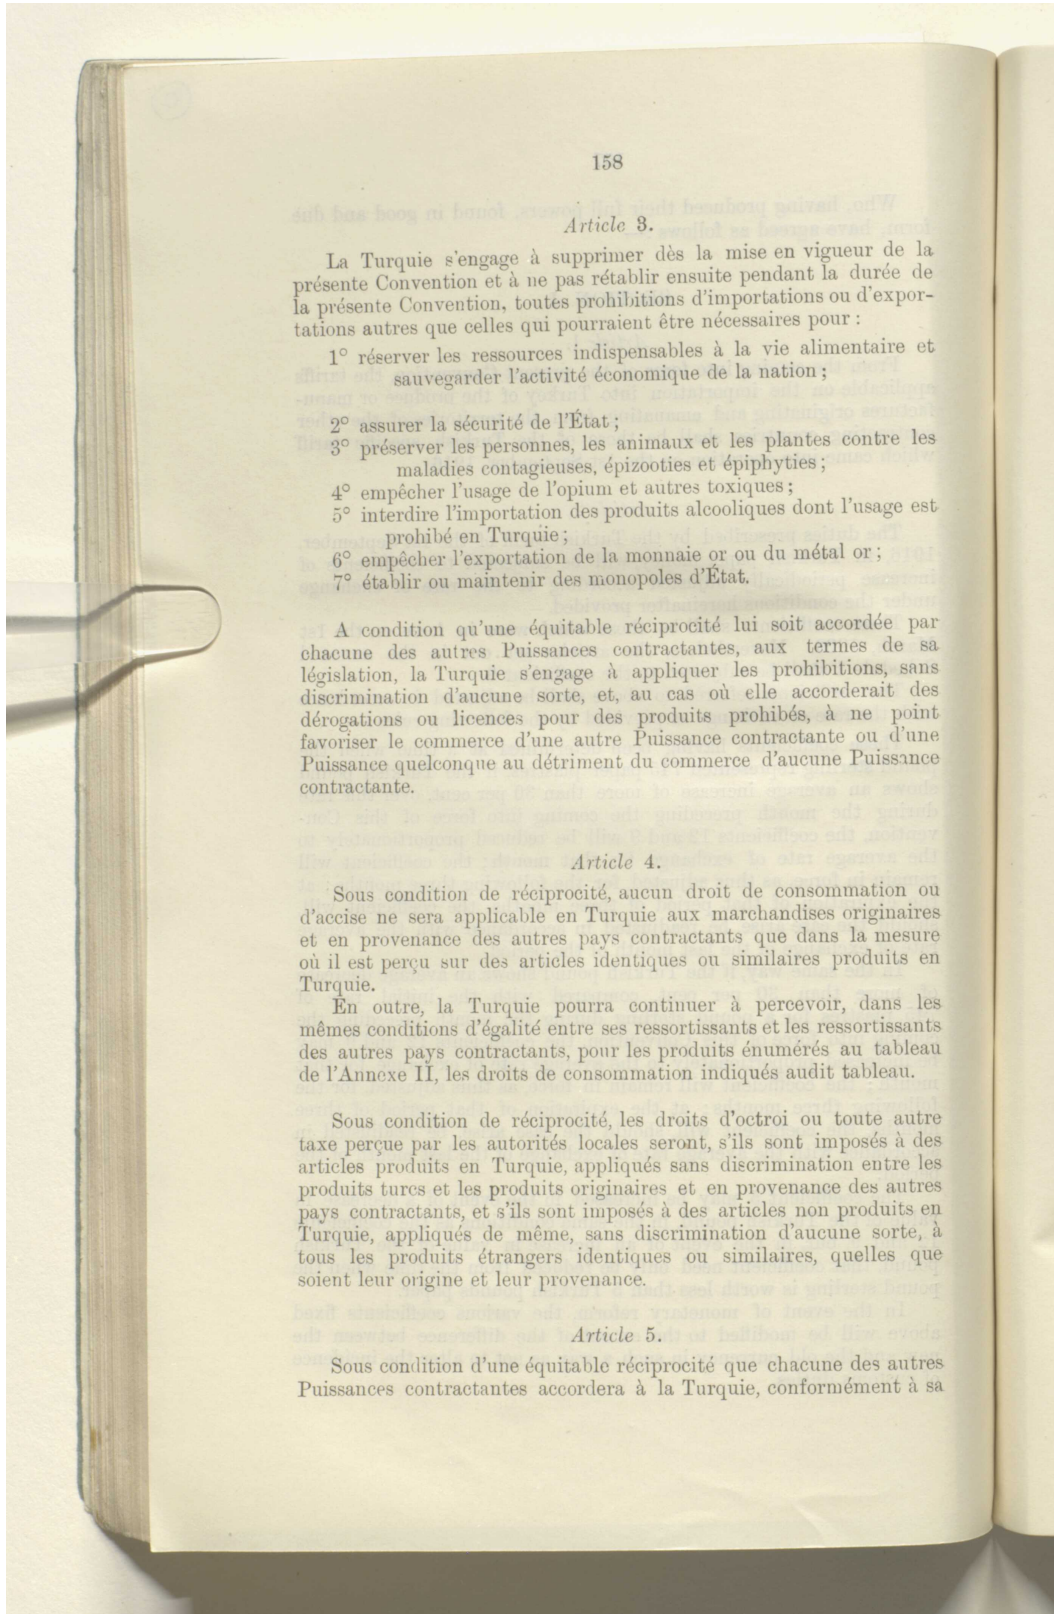 158
Article 3.
La Turquie s'engage à supprimer dès la mise en vigueur de la
présente Convention et à ne pas rétablir ensuite pendant la durée de
la présente Convention, toutes prohibitions d'importations ou d'expor-
tations autres que celles qui pourraient être nécessaires pour :
1° réserver les ressources indispensables à la vie alimentaire et
sauvegarder l'activité économique de la nation ;
2° assurer la sécurité de l'État ;
3° préserver les personnes, les animaux et les plantes contre les
maladies contagieuses, épizooties et épiphyties ;
4° empêcher l'usage de l'opium et autres toxiques ;
5° interdire l'importation des produits alcooliques dont l'usage est
prohibé en Turquie ;
6° empêcher l'exportation de la monnaie or ou du métal or ;
7° établir ou maintenir des monopoles d'État.
A condition qu'une équitable réciprocité lui soit accordée par
chacune des autres Puissances contractantes, aux termes de sa
législation, la Turquie s'engage à appliquer les prohibitions, sans
discrimination d'aucune sorte, et, au cas où elle accorderait des
dérogations ou licences pour des produits prohibés, à ne point
favoriser le commerce d'une autre Puissance contractante ou d'une
Puissance quelconque au détriment du commerce d'aucune Puissance
contractante.
Article 4.
Sous condition de réciprocité, aucun droit de consommation ou
d'accise ne sera applicable en Turquie aux marchandises originaires
et en provenance des autres pays contractants que dans la mesure
où il est perçu sur des articles identiques ou similaires produits en
Turquie.
En outre, la Turquie pourra continuer à percevoir, dans les
mêmes conditions d'égalité entre ses ressortissants et les ressortissants
des autres pays contractants, pour les produits énumérés au tableau
de l'Annexe II, les droits de consommation indiqués audit tableau.
Sous condition de réciprocité, les droits d'octroi ou toute autre
taxe perçue par les autorités locales seront, s'ils sont imposés à des
articles produits en Turquie, appliqués sans discrimination entre les
produits turcs et les produits originaires et en provenance des autres
pays contractants, et s'ils sont imposés à des articles non produits en
Turquie, appliqués de même, sans discrimination d'aucune sorte, à
tous les produits étrangers identiques ou similaires, quelles que
soient leur origine et leur provenance.
Article 5.
Sous condition d'une équitable réciprocité que chacune des autres
Puissances contractantes accordera à la Turquie, conformément à sa